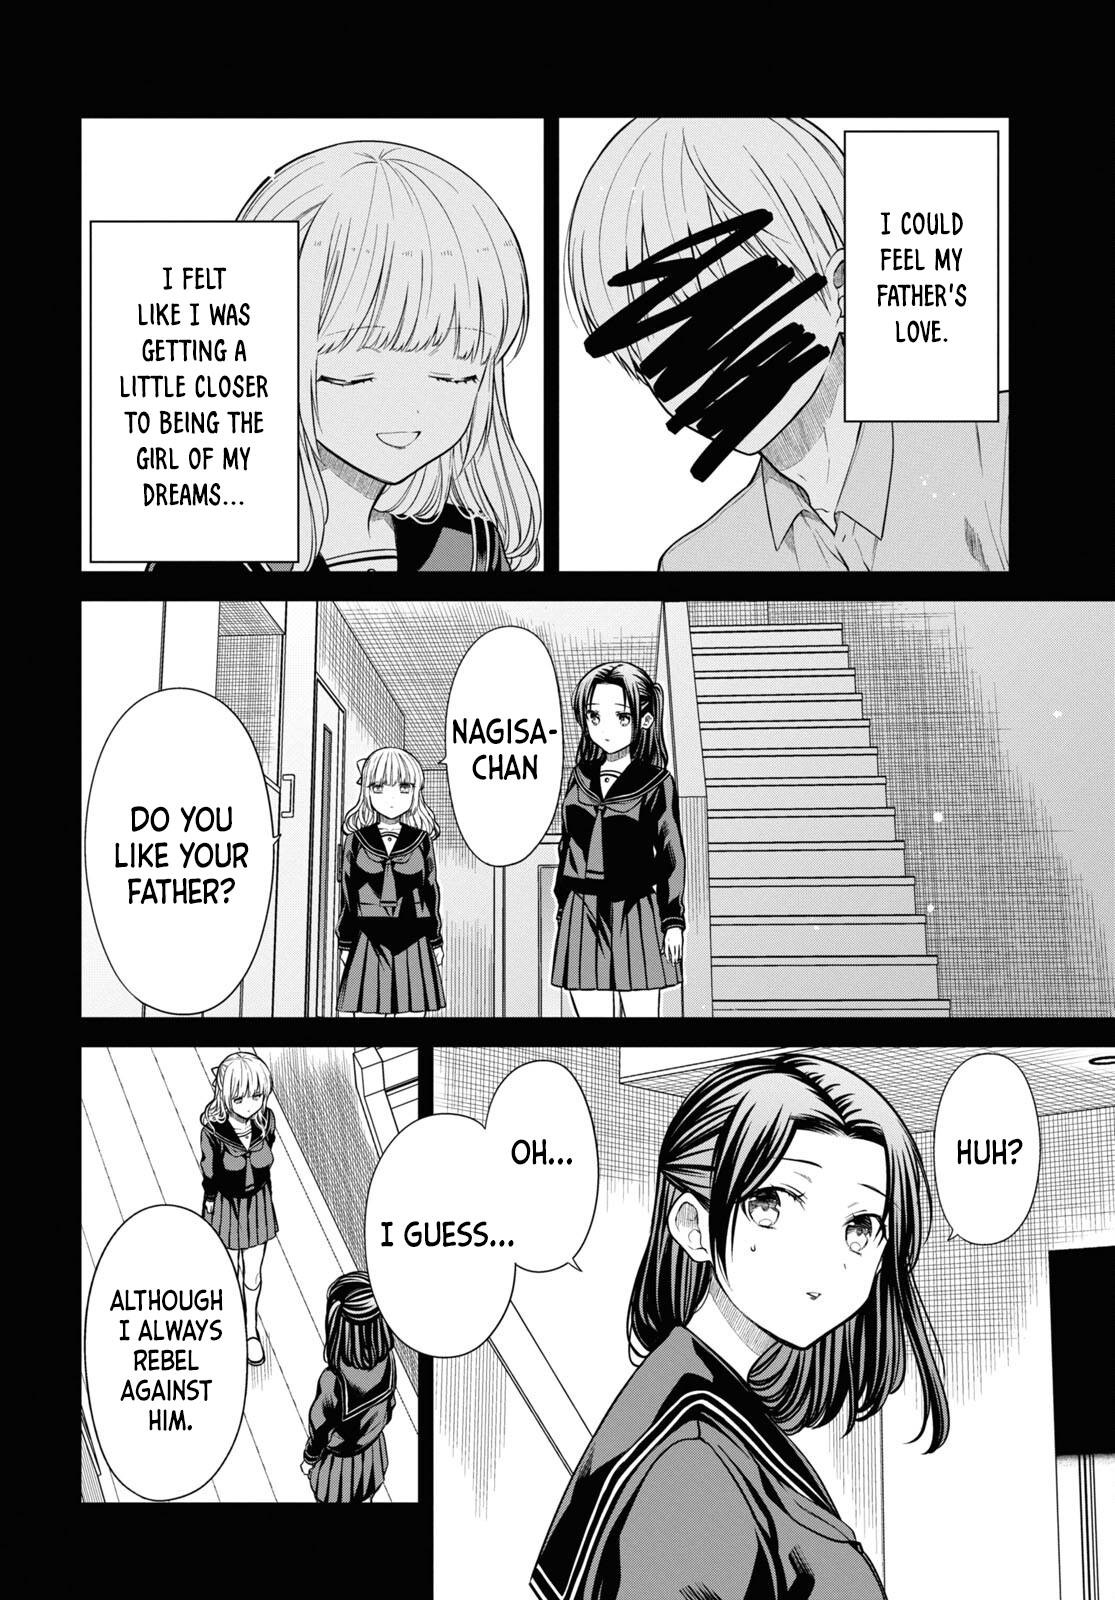 I COULD
FEEL MY
FATHER'S
LOVE.
I FELT
LIKE I WAS
GETTING A
LITTLE CLOSER
TO BEING THE
GIRL OF MY
DREAMS...
NAGISA-
CHAN
DO YOU
LIKE YOUR
FATHER?
HUH?
OH...
I GUESS...
ALTHOUGH
I ALWAYS
REBEL
AGAINST
HIM.